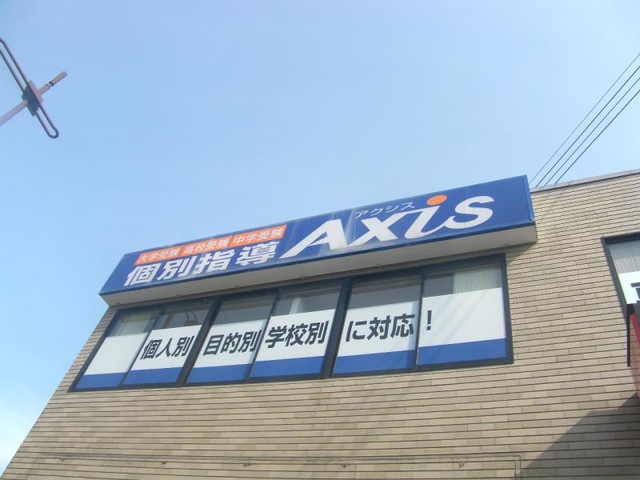 大学受験 高校受験 中学受験
個別指導 Axis
アクシス
個人別 目的別 学校別 に対応！